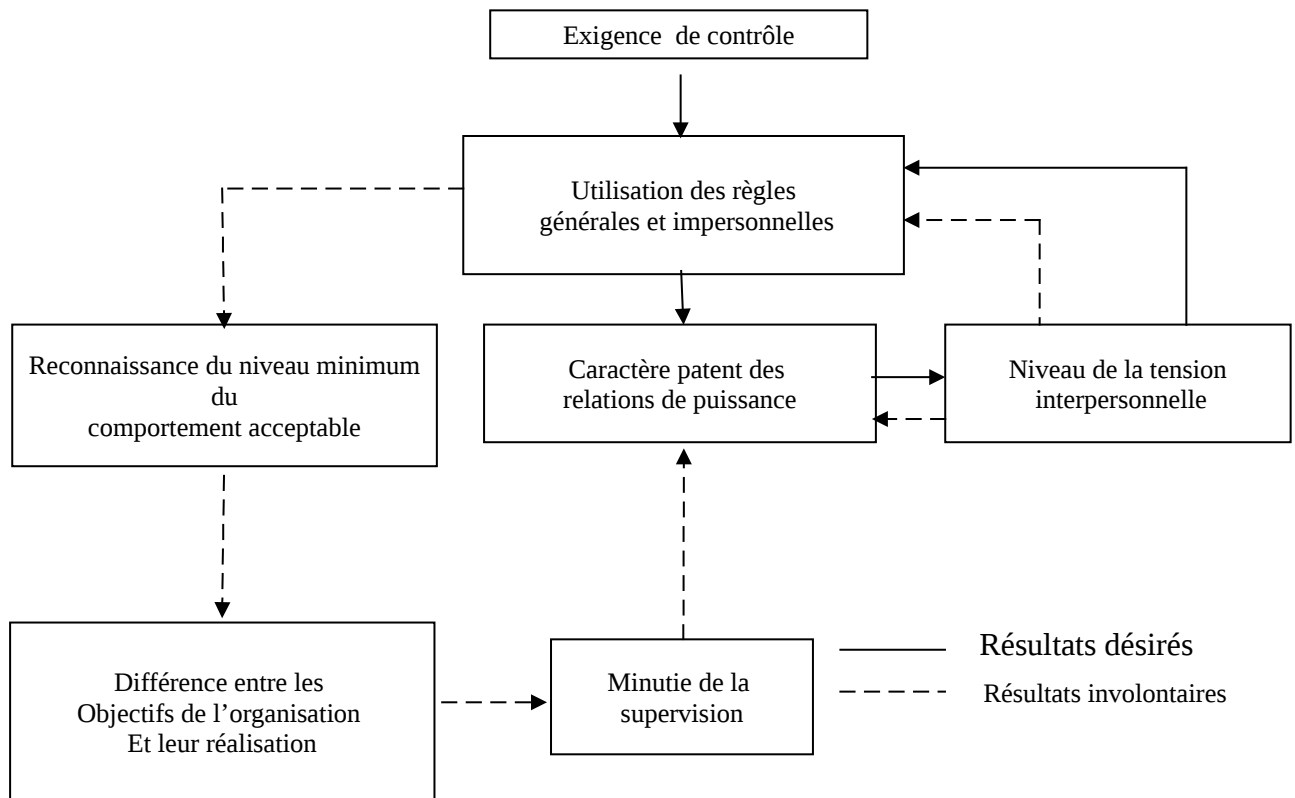 Exigence de contrôle
Utilisation des règles
générales et impersonnelles
Reconnaissance du niveau minimum
du
comportement acceptable
Caractère patent des
relations de puissance
Niveau de la tension
interpersonnelle
Différence entre les
Objectifs de l’organisation
Et leur réalisation
Minutie de la
supervision
Résultats désirés
Résultats involontaires